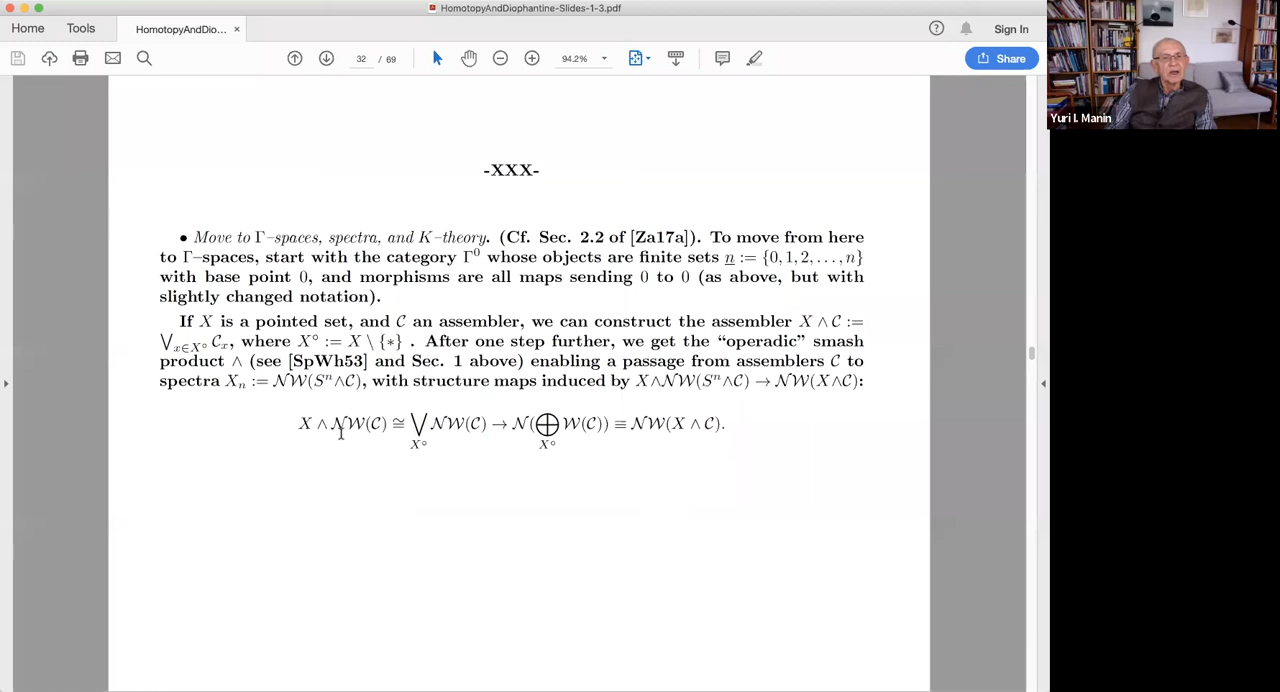 HomotopyAndDiophantine-Slides-1-3.pdf
Home Tools HomotopyAndDio... × Sign In
32 / 69 94.2% Share
Yuri I. Manin
-XXX-
• Move to Γ–spaces, spectra, and K–theory. (Cf. Sec. 2.2 of [Za17a]). To move from here
to Γ–spaces, start with the category Γ⁰ whose objects are finite sets n̲ := {0, 1, 2, . . . , n}
with base point 0, and morphisms are all maps sending 0 to 0 (as above, but with
slightly changed notation).
If X is a pointed set, and 𝒞 an assembler, we can construct the assembler X ∧ 𝒞 :=
⋁_{x∈X°} 𝒞ₓ, where X° := X \ {*} . After one step further, we get the “operadic” smash
product ∧ (see [SpWh53] and Sec. 1 above) enabling a passage from assemblers 𝒞 to
spectra Xₙ := 𝒩𝒲(Sⁿ∧𝒞), with structure maps induced by X∧𝒩𝒲(Sⁿ∧𝒞) → 𝒩𝒲(X∧𝒞):
X ∧ 𝒩𝒲(𝒞) ≅ ⋁_{X°} 𝒩𝒲(𝒞) → 𝒩(⨁_{X°} 𝒲(𝒞)) ≡ 𝒩𝒲(X ∧ 𝒞).